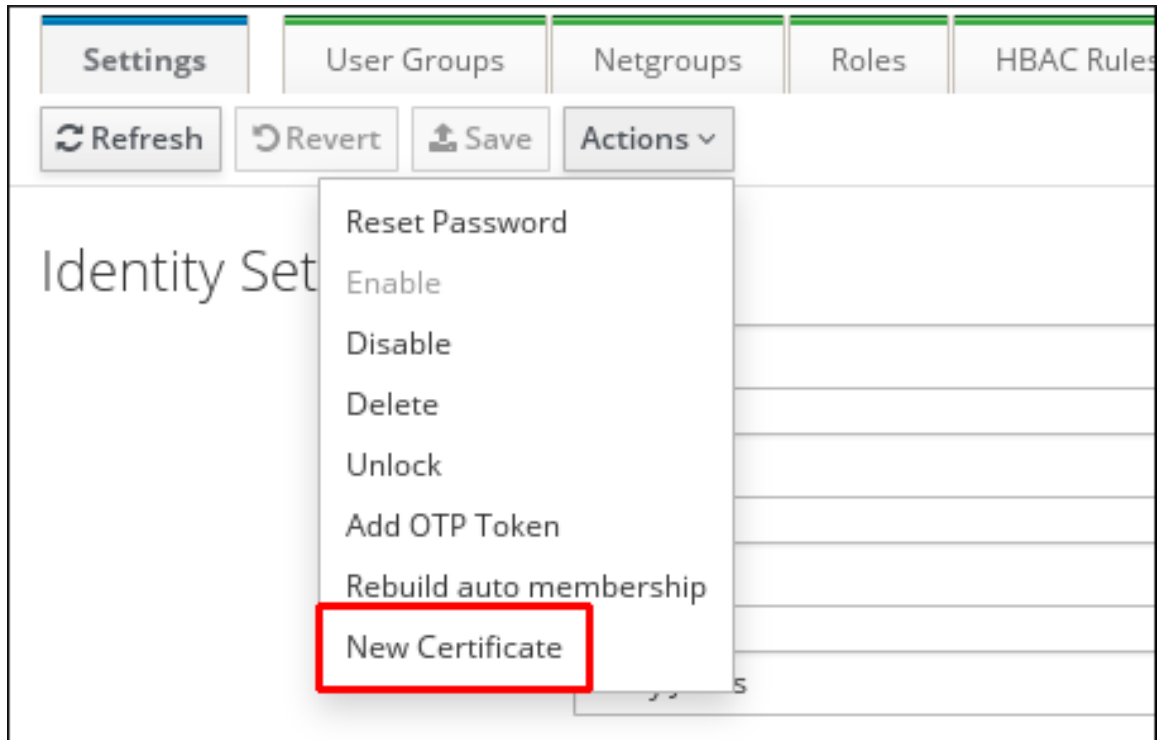 Settings User Groups Netgroups Roles HBAC Rules
Refresh Revert Save Actions
Reset Password
Identity Set
Enable
Disable
Delete
Unlock
Add OTP Token
Rebuild auto membership
New Certificate